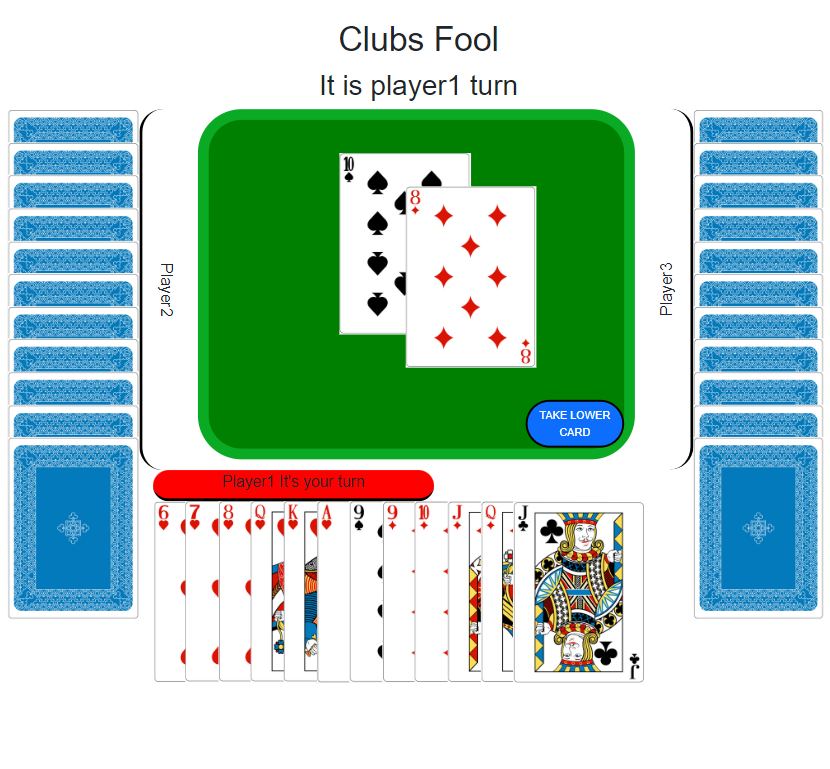 Clubs Fool
It is player1 turn
10
8
8
Player2
Player3
TAKE LOWER
CARD
Player1 It's your turn
6 7 8 Q K A 9 9 10 J Q J
J